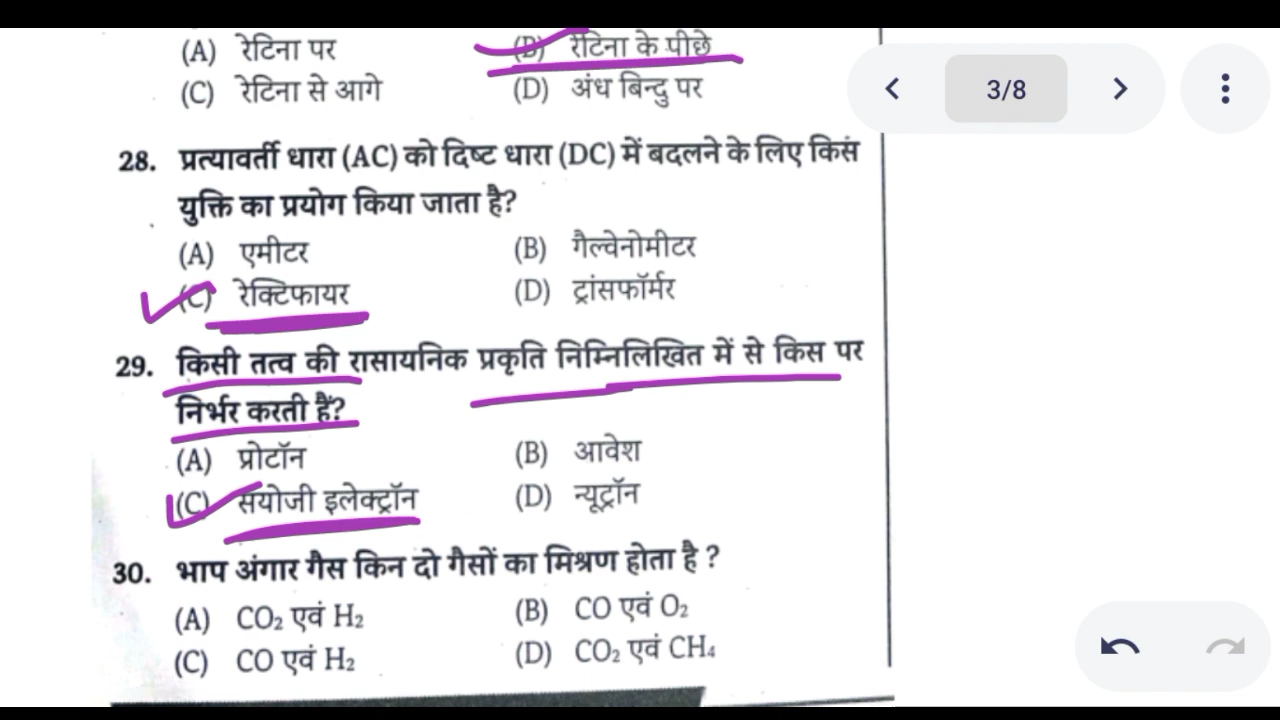 (A) रेटिना पर (B) रेटिना के पीछे
(C) रेटिना से आगे (D) अंध बिन्दु पर
3/8
28. प्रत्यावर्ती धारा (AC) को दिष्ट धारा (DC) में बदलने के लिए किस
युक्ति का प्रयोग किया जाता है?
(A) एमीटर (B) गैल्वेनोमीटर
(C) रेक्टिफायर (D) ट्रांसफॉर्मर
29. किसी तत्व की रासायनिक प्रकृति निम्निलिखित में से किस पर
निर्भर करती हैं?
(A) प्रोटॉन (B) आवेश
(C) संयोजी इलेक्ट्रॉन (D) न्यूट्रॉन
30. भाप अंगार गैस किन दो गैसों का मिश्रण होता है ?
(A) CO₂ एवं H₂ (B) CO एवं O₂
(C) CO एवं H₂ (D) CO₂ एवं CH₄